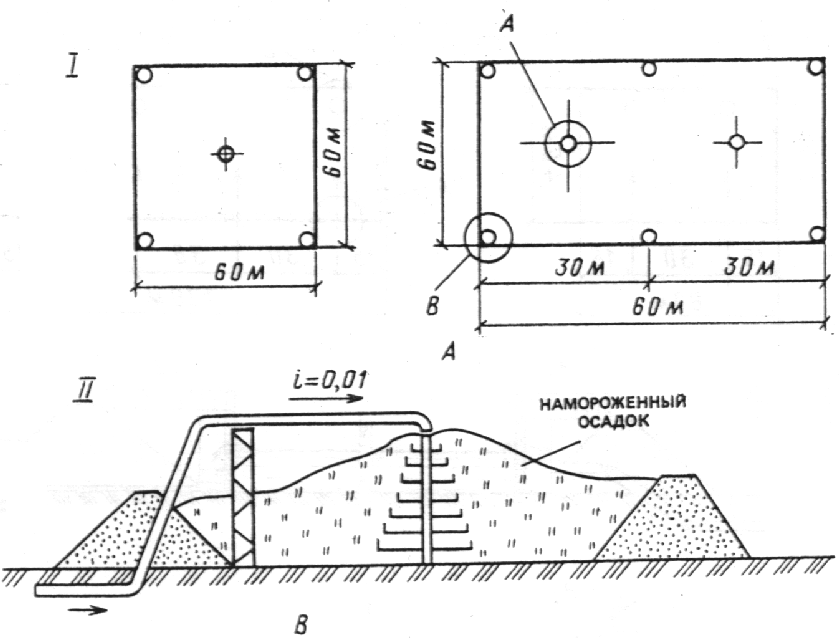 I
A
60 м
60 м
60 м
B
30 м
30 м
60 м
A
II
i=0,01
НАМОРОЖЕННЫЙ
ОСАДОК
B